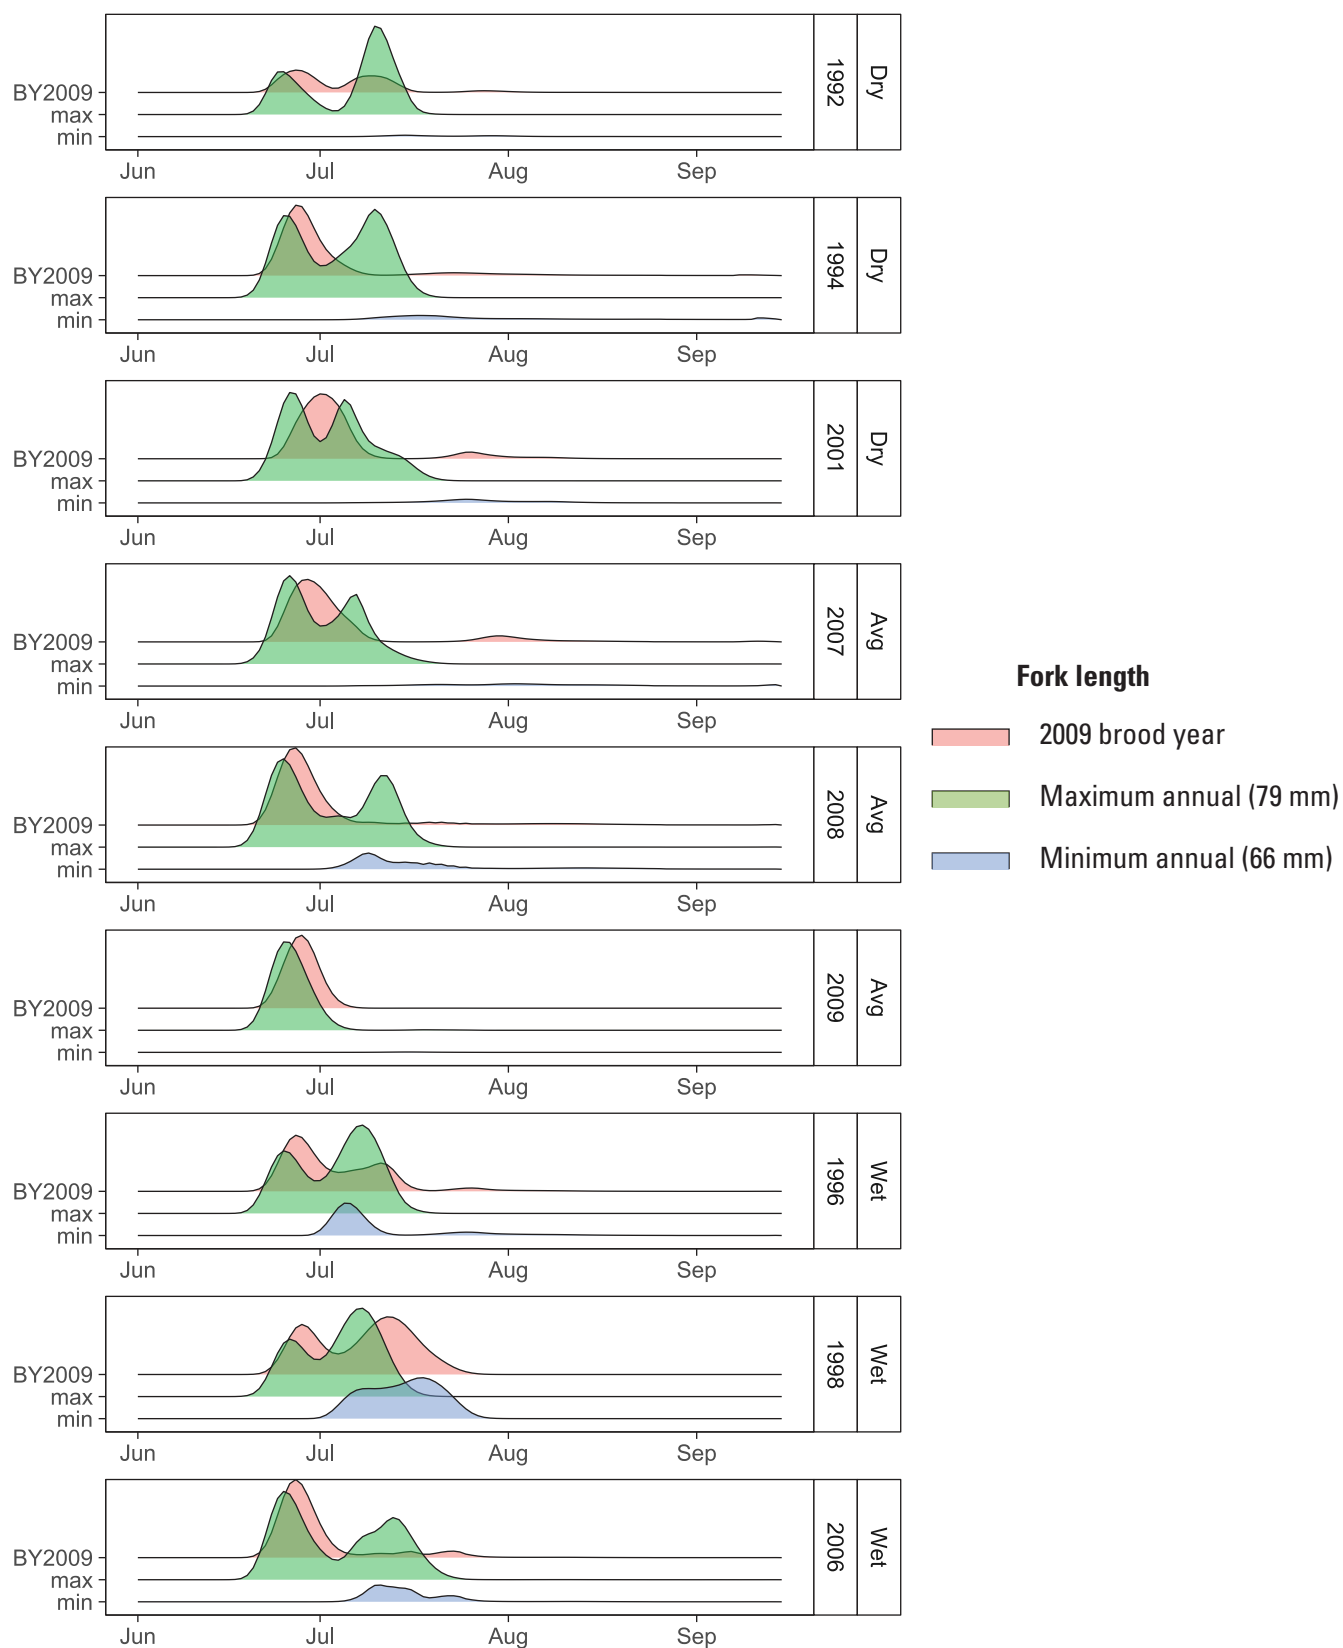 BY2009
max
min
1992
Dry
Jun Jul Aug Sep
BY2009
max
min
1994
Dry
Jun Jul Aug Sep
BY2009
max
min
2001
Dry
Jun Jul Aug Sep
BY2009
max
min
2007
Avg
Jun Jul Aug Sep
Fork length
2009 brood year
Maximum annual (79 mm)
Minimum annual (66 mm)
BY2009
max
min
2008
Avg
Jun Jul Aug Sep
BY2009
max
min
2009
Avg
Jun Jul Aug Sep
BY2009
max
min
1996
Wet
Jun Jul Aug Sep
BY2009
max
min
1998
Wet
Jun Jul Aug Sep
BY2009
max
min
2006
Wet
Jun Jul Aug Sep